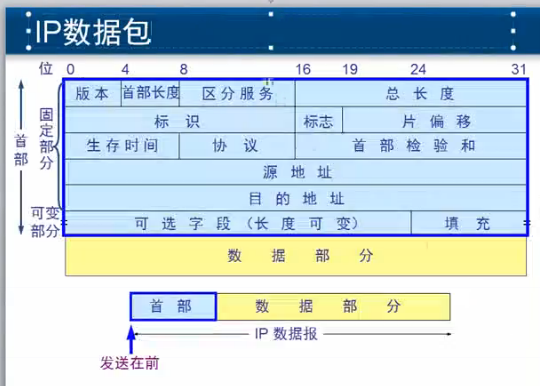 IP数据包
位 0 4 8 16 19 24 31
版本 首部长度 区分服务 总长度
标识 标志 片偏移
生存时间 协议 首部检验和
源地址
目的地址
可选字段（长度可变） 填充
首部
固定部分
可变部分
数据部分
首部 数据部分
IP 数据报
发送在前